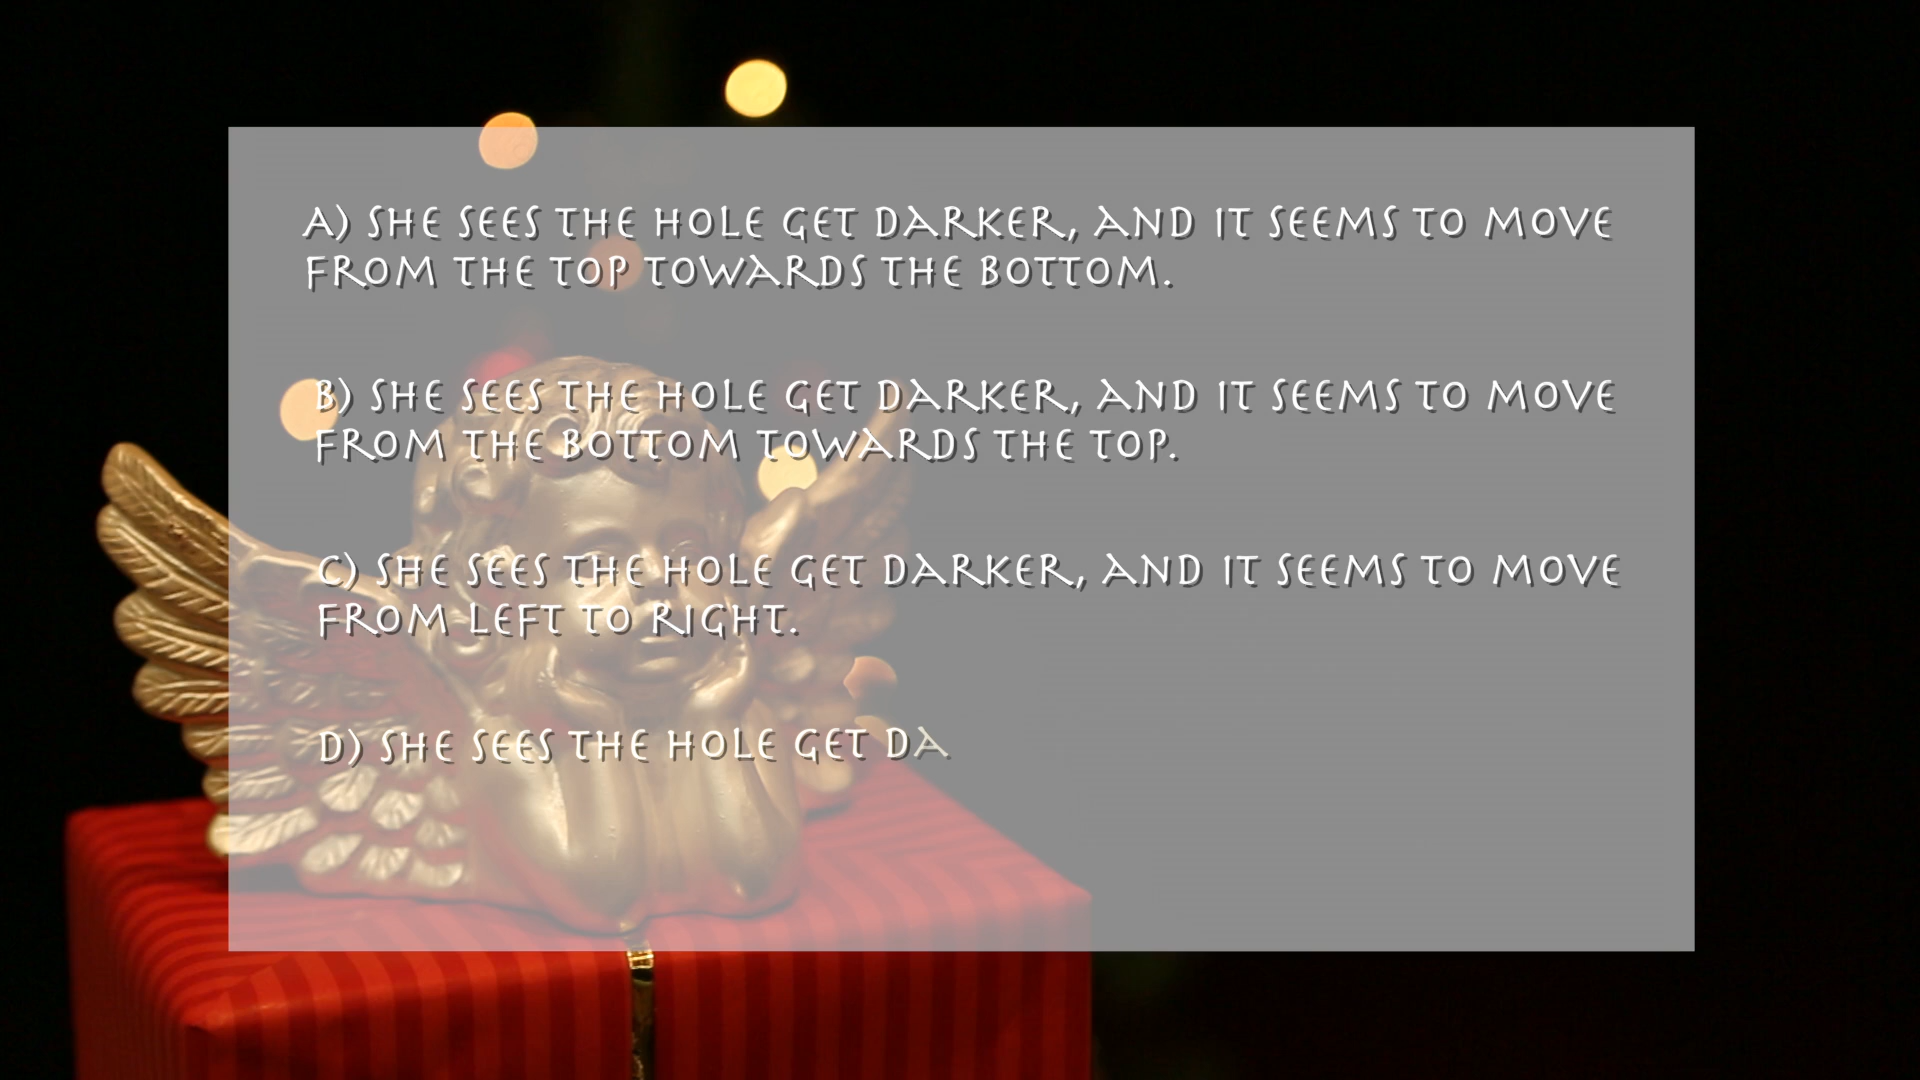 A) SHE SEES THE HOLE GET DARKER, AND IT SEEMS TO MOVE
FROM THE TOP TOWARDS THE BOTTOM.
B) SHE SEES THE HOLE GET DARKER, AND IT SEEMS TO MOVE
FROM THE BOTTOM TOWARDS THE TOP.
C) SHE SEES THE HOLE GET DARKER, AND IT SEEMS TO MOVE
FROM LEFT TO RIGHT.
D) SHE SEES THE HOLE GET DA